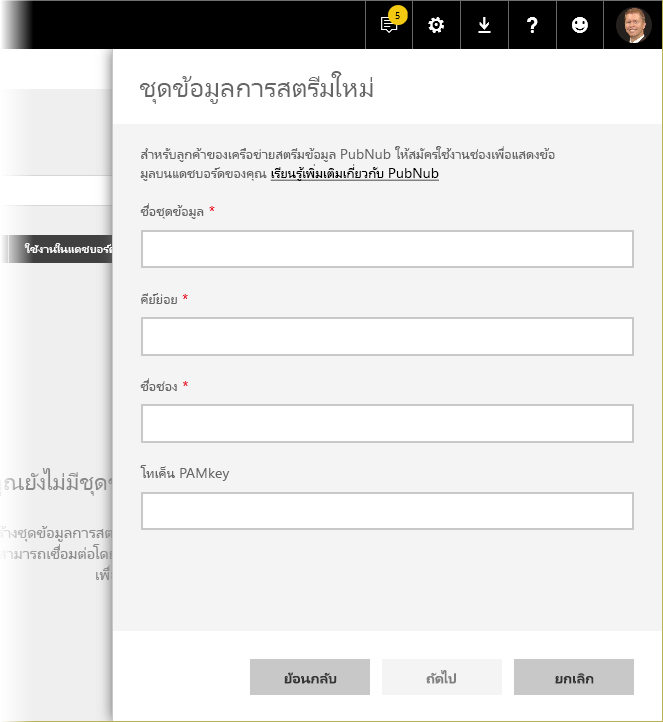 5
ชุดข้อมูลการสตรีมใหม่
สำหรับลูกค้าของเครือข่ายสตรีมข้อมูล PubNub ให้สมัครใช้งานช่องเพื่อแสดงข้อ
มูลบนแดชบอร์ดของคุณ เรียนรู้เพิ่มเติมเกี่ยวกับ PubNub
ชื่อชุดข้อมูล *
ใช้งานในแดชบอร์ด
คีย์ย่อย *
ชื่อช่อง *
โทเค็น PAMkey
คุณยังไม่มีชุด
ร้างชุดข้อมูลการสต
สามารถเชื่อมต่อโดย
เพื่
ย้อนกลับ
ถัดไป
ยกเลิก